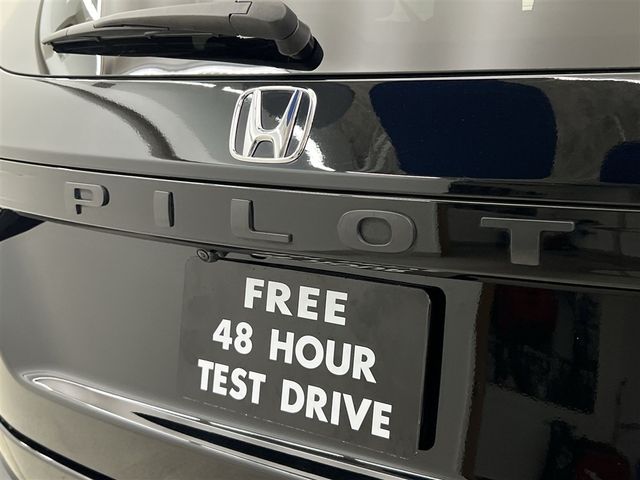 PILOT
FREE
48 HOUR
TEST DRIVE